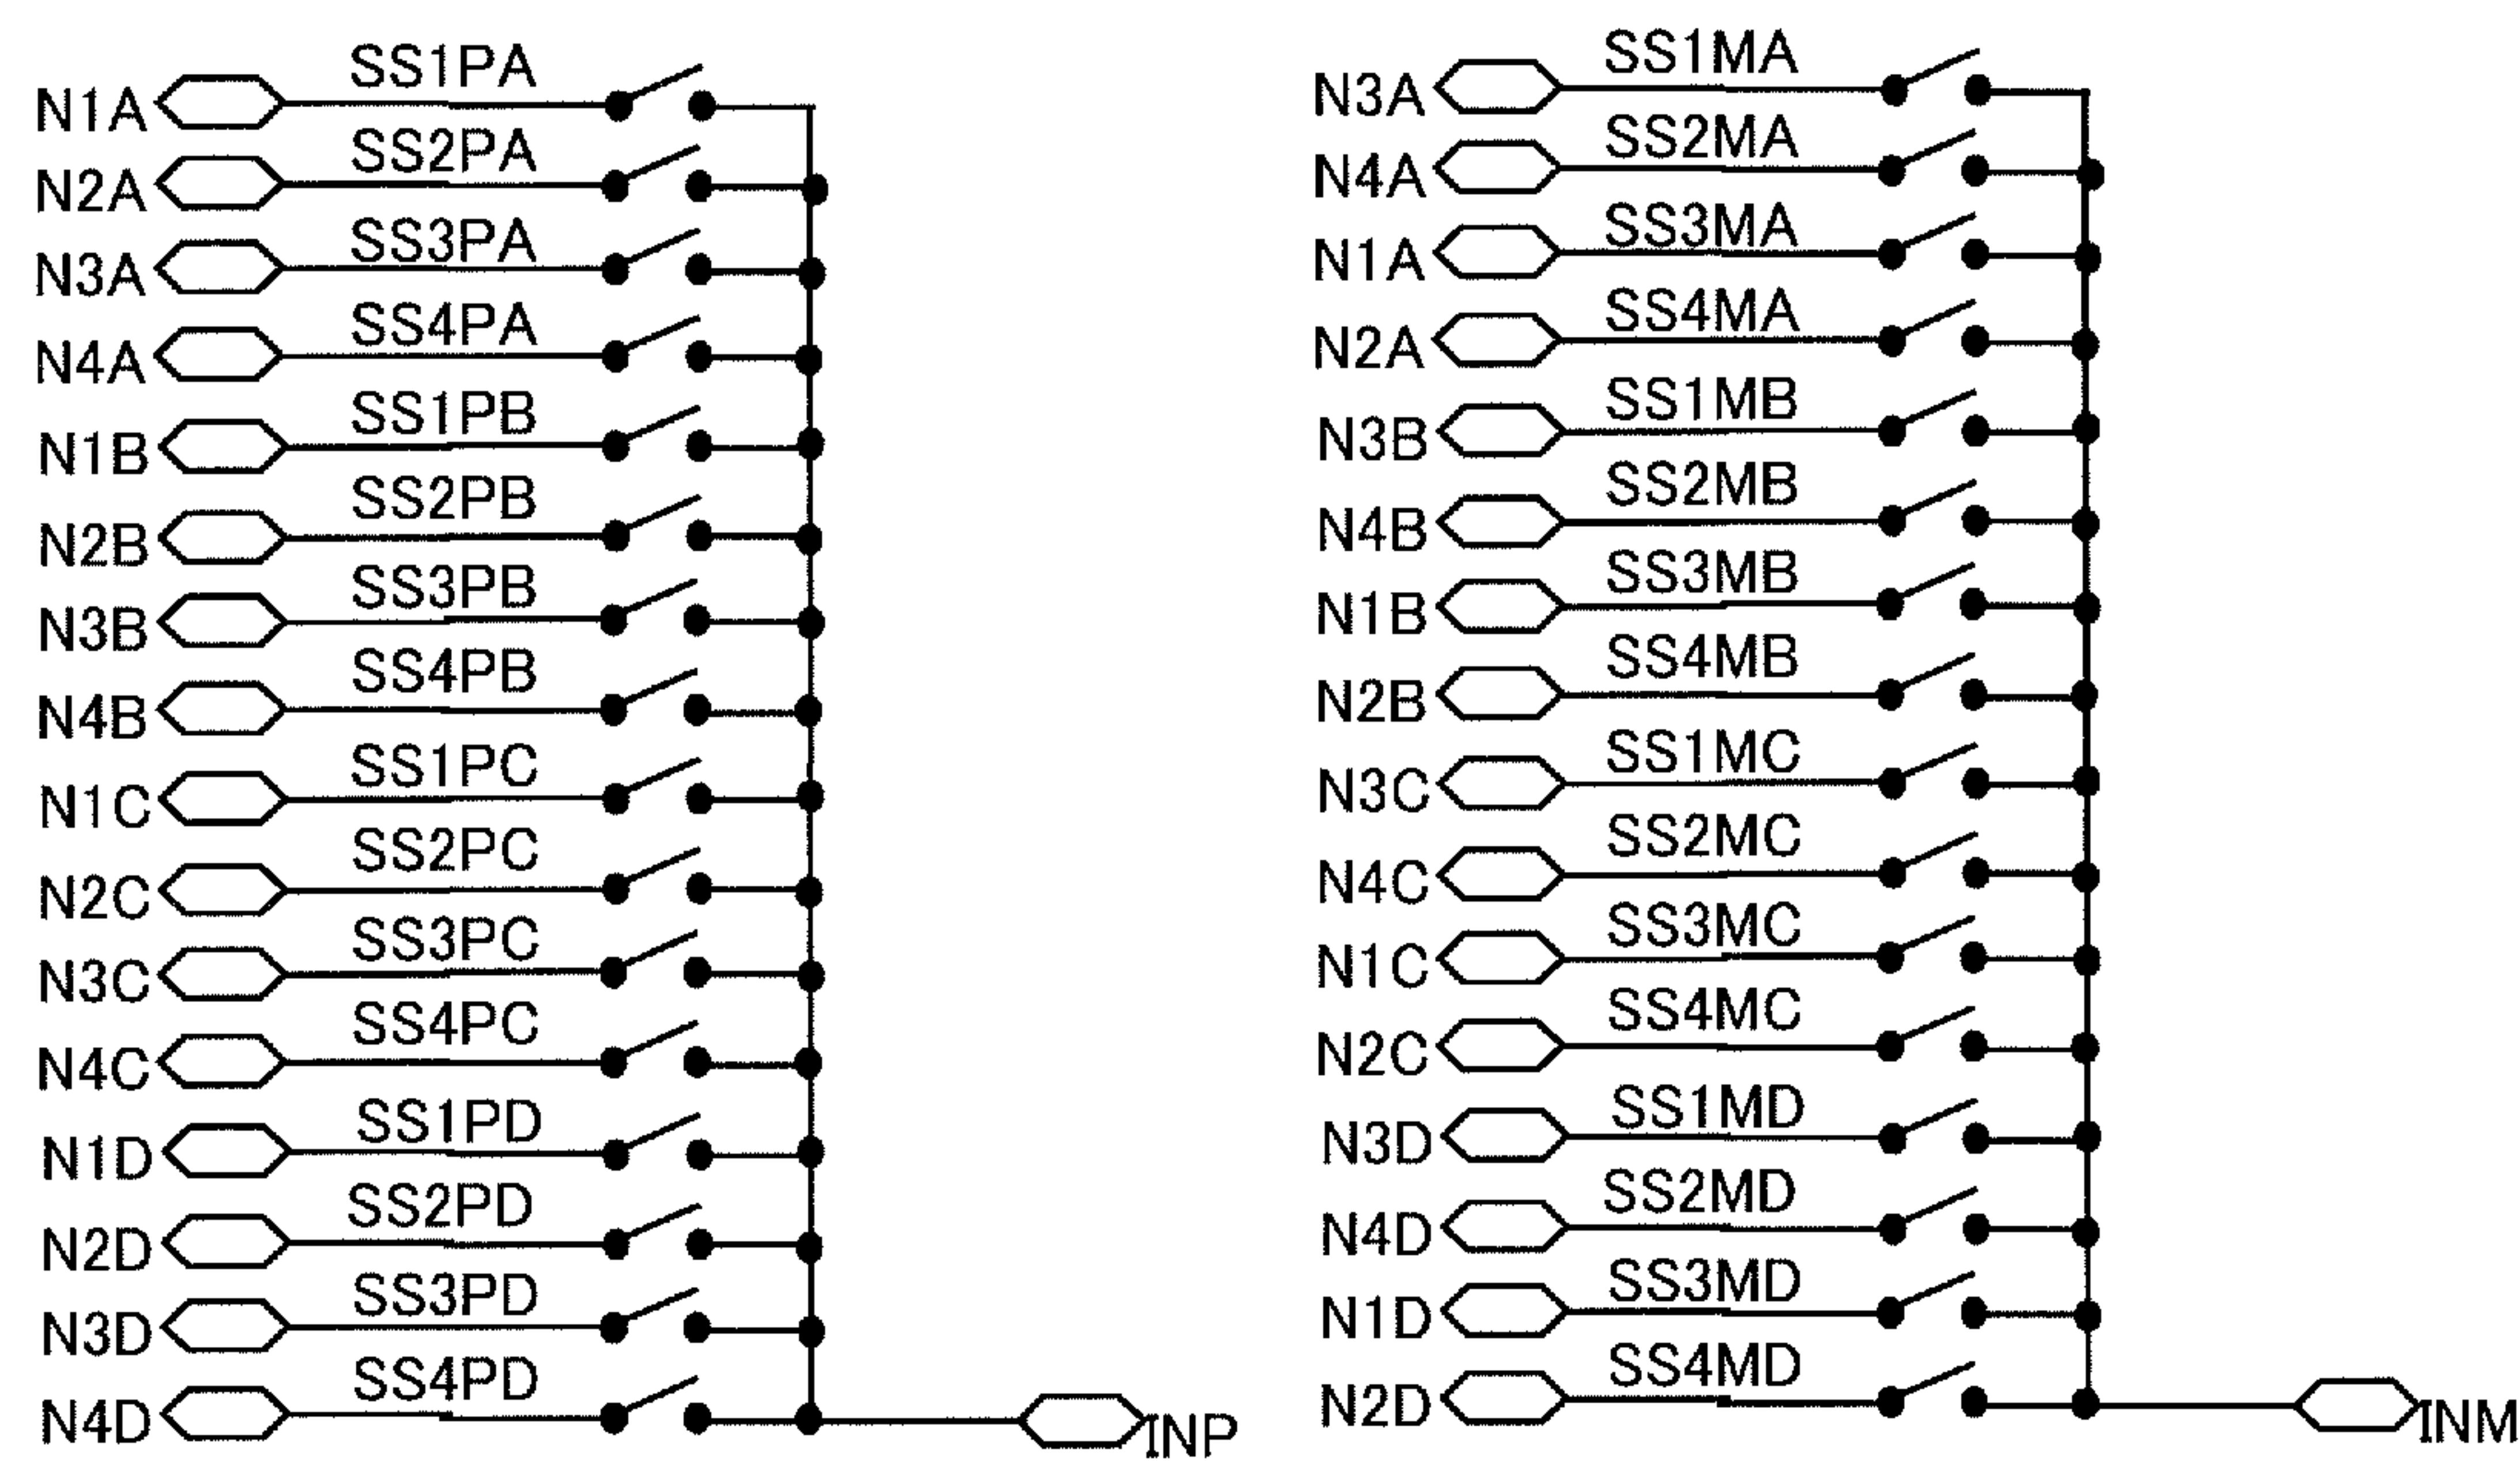 SS1PA
N1A
SS2PA
N2A
SS3PA
N3A
SS4PA
N4A
SS1PB
N1B
SS2PB
N2B
SS3PB
N3B
SS4PB
N4B
SS1PC
N1C
SS2PC
N2C
SS3PC
N3C
SS4PC
N4C
SS1PD
N1D
SS2PD
N2D
SS3PD
N3D
SS4PD
N4D
INP
SS1MA
N3A
SS2MA
N4A
SS3MA
N1A
SS4MA
N2A
SS1MB
N3B
SS2MB
N4B
SS3MB
N1B
SS4MB
N2B
SS1MC
N3C
SS2MC
N4C
SS3MC
N1C
SS4MC
N2C
SS1MD
N3D
SS2MD
N4D
SS3MD
N1D
SS4MD
N2D
INM